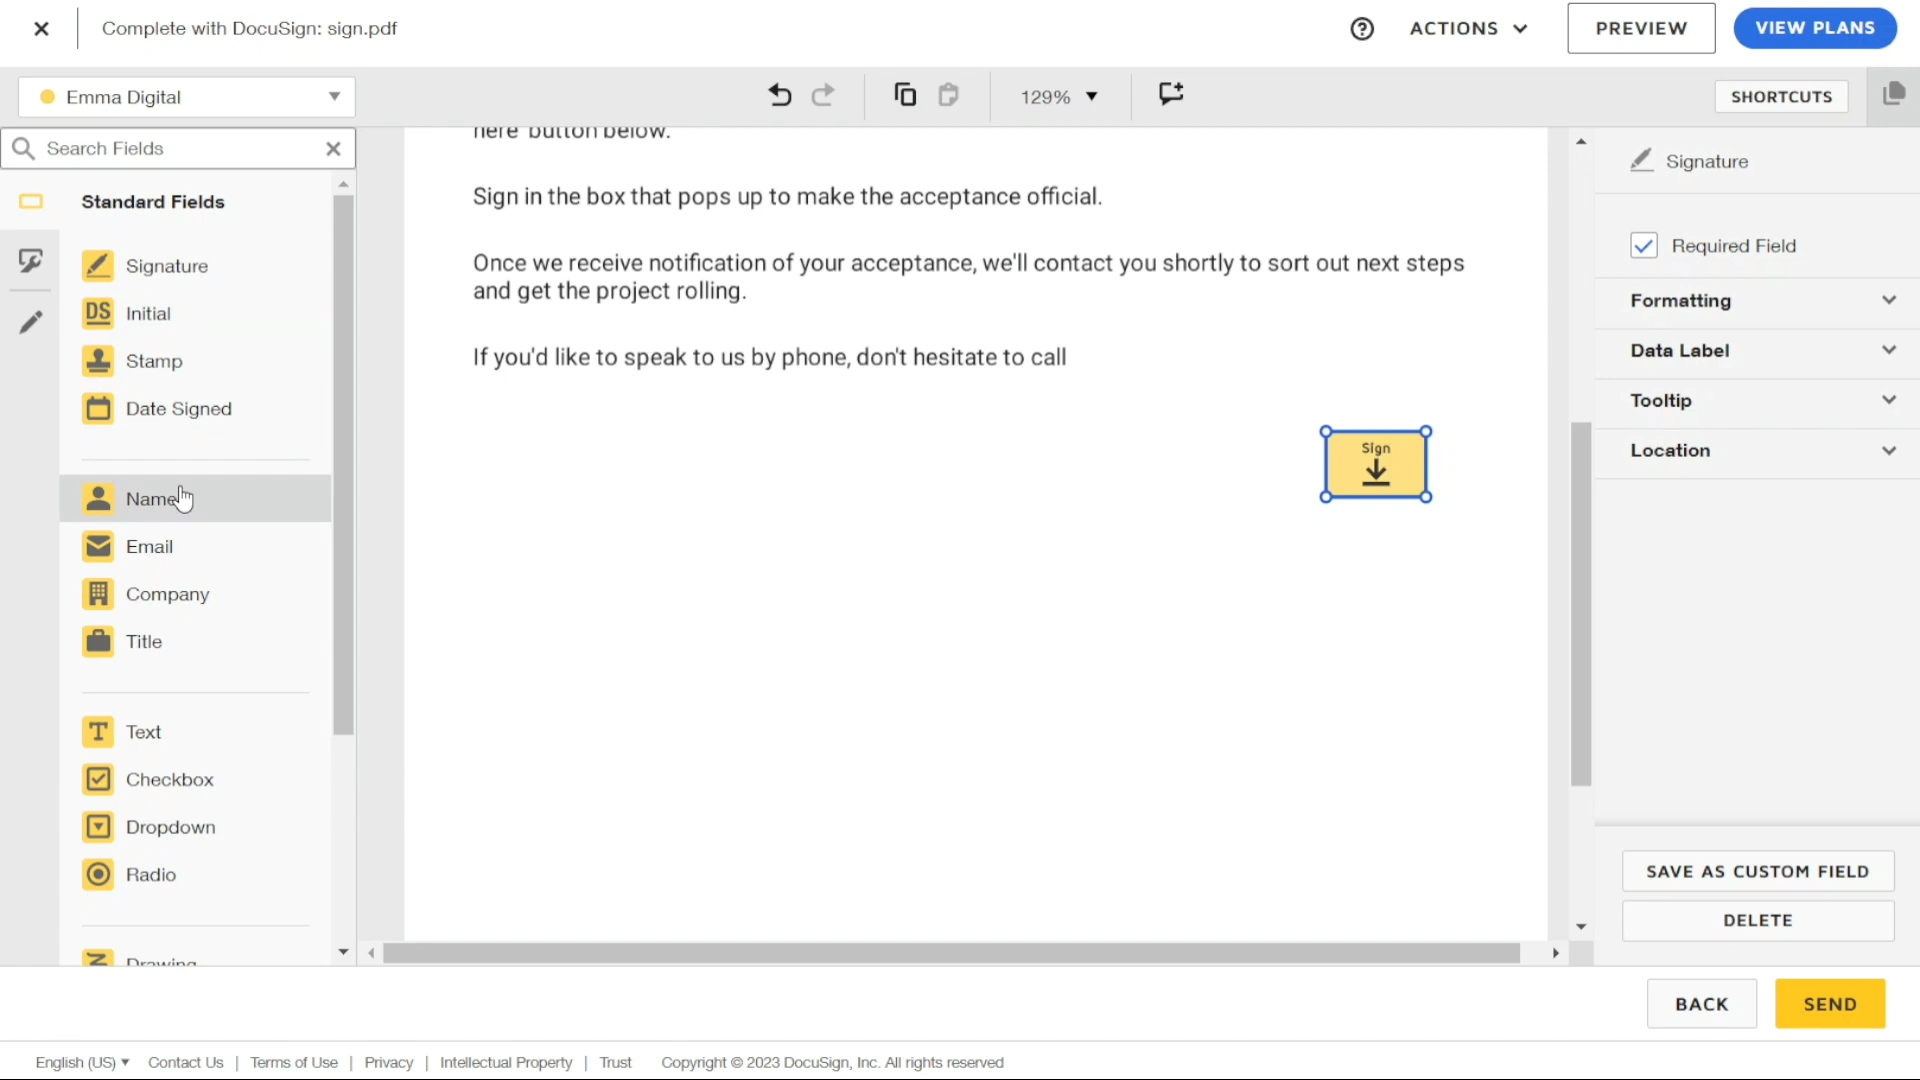 Complete with DocuSign: sign.pdf
ACTIONS
PREVIEW
VIEW PLANS
Emma Digital
129%
SHORTCUTS
Search Fields
Standard Fields
Signature
DS Initial
Stamp
Date Signed
Name
Email
Company
Title
Text
Checkbox
Dropdown
Radio
Drawing
here' button below.
Sign in the box that pops up to make the acceptance official.
Once we receive notification of your acceptance, we'll contact you shortly to sort out next steps
and get the project rolling.
If you'd like to speak to us by phone, don't hesitate to call
Sign
Signature
Required Field
Formatting
Data Label
Tooltip
Location
SAVE AS CUSTOM FIELD
DELETE
BACK
SEND
English (US) Contact Us | Terms of Use | Privacy | Intellectual Property | Trust Copyright © 2023 DocuSign, Inc. All rights reserved